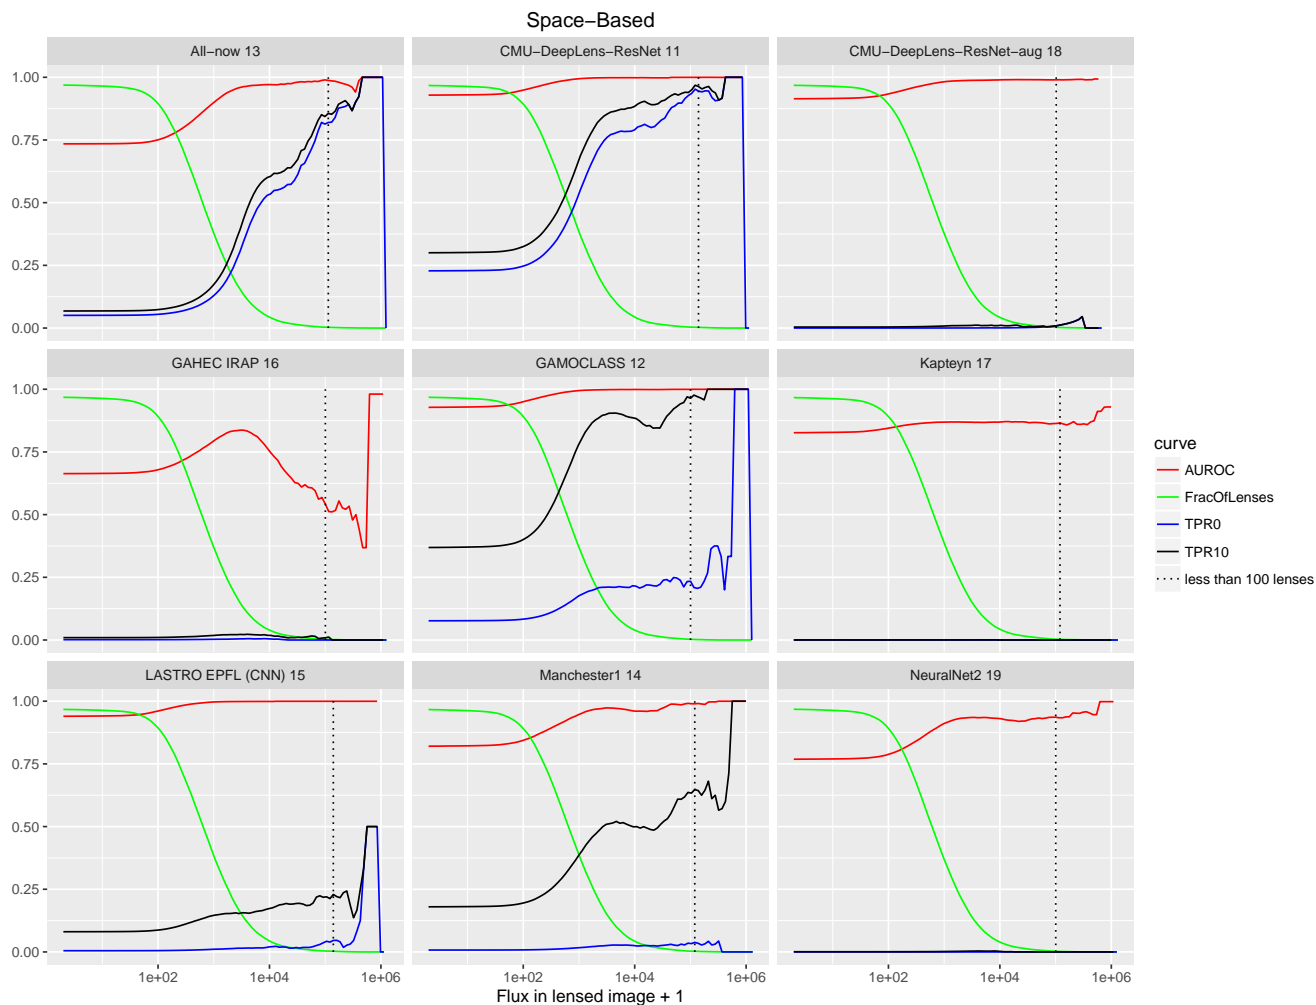 Space−Based
All−now 13
CMU−DeepLens−ResNet 11
CMU−DeepLens−ResNet−aug 18
1.00
0.75
0.50
0.25
0.00
GAHEC IRAP 16
GAMOCLASS 12
Kapteyn 17
1.00
0.75
0.50
0.25
0.00
curve
AUROC
FracOfLenses
TPR0
TPR10
less than 100 lenses
LASTRO EPFL (CNN) 15
Manchester1 14
NeuralNet2 19
1.00
0.75
0.50
0.25
0.00
1e+02 1e+04 1e+06 1e+02 1e+04 1e+06 1e+02 1e+04 1e+06
Flux in lensed image + 1